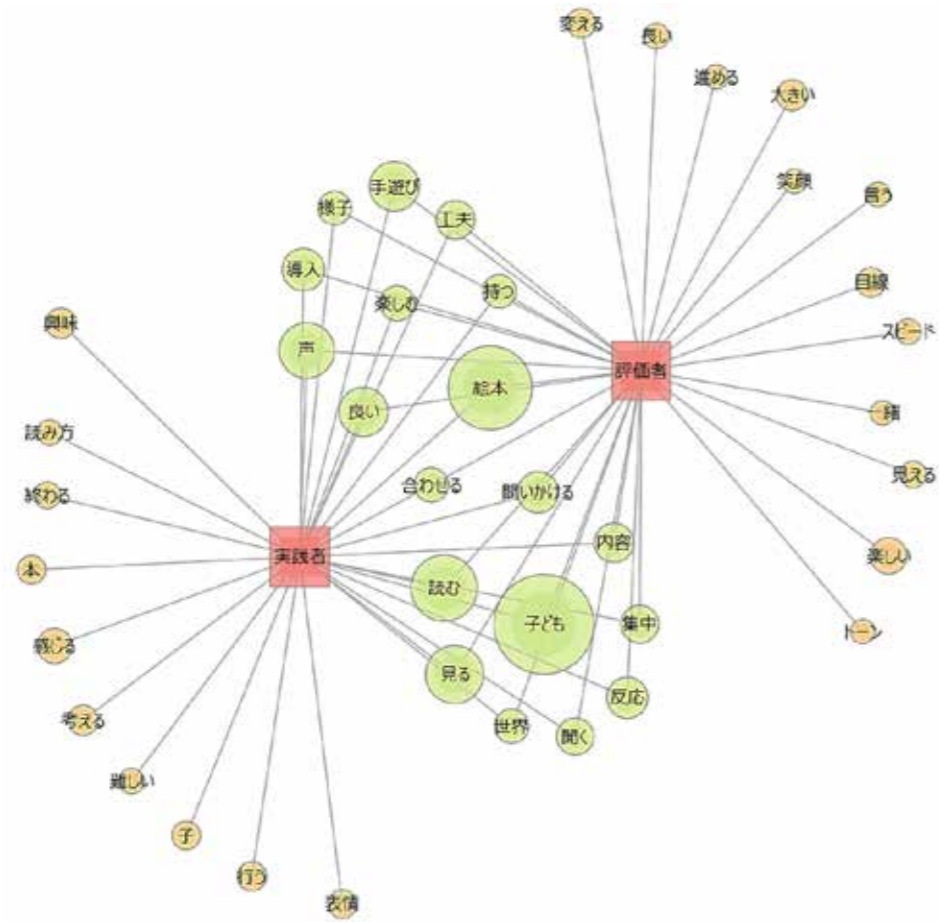 変える
長い
進める
大きい
笑顔
手遊び
言う
様子
工夫
導入
目線
持つ
楽しむ
興味
スピード
声
評価者
絵本
良い
一緒
読み方
見える
合わせる
問いかける
終わる
内容
実践者
楽しい
本
読む
子ども
集中
トーン
感じる
見る
反応
考える
世界
聞く
難しい
子
行う
表情